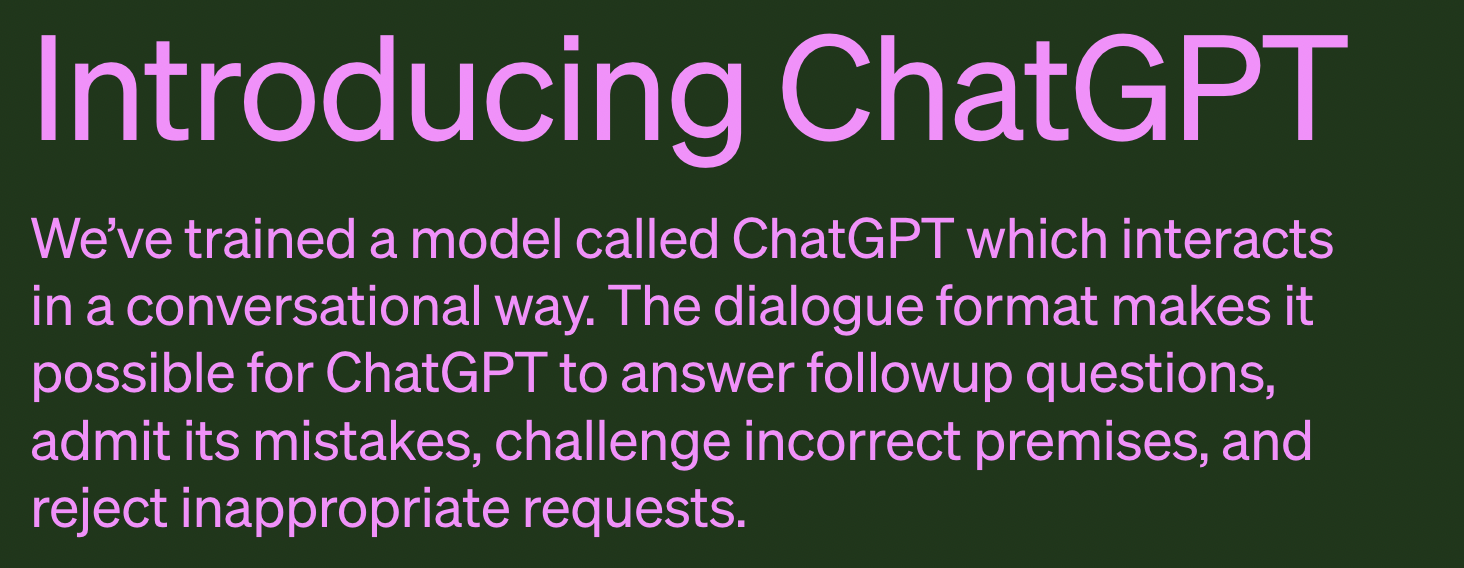 Introducing ChatGPT
We’ve trained a model called ChatGPT which interacts
in a conversational way. The dialogue format makes it
possible for ChatGPT to answer followup questions,
admit its mistakes, challenge incorrect premises, and
reject inappropriate requests.